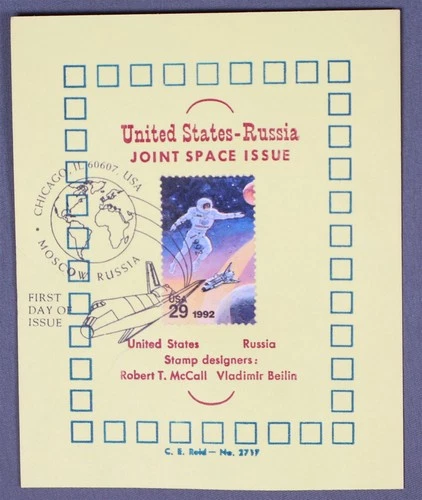 United States-Russia
JOINT SPACE ISSUE
CHICAGO, IL 60607, USA
MOSCOW, RUSSIA
FIRST
DAY OF
ISSUE
USA
29 1992
United States Russia
Stamp designers:
Robert T. McCall Vladimir Beilin
C. E. Reid — No. 271F